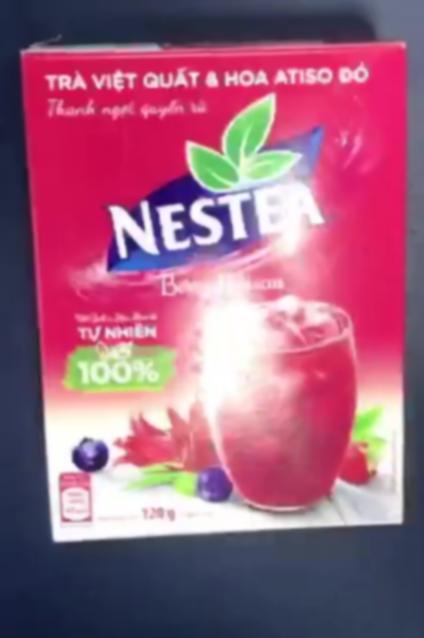 TRÀ VIỆT QUẤT & HOA ATISO ĐỎ
Thanh ngọt quyến rũ
NESTEA
TỰ NHIÊN
100%
120g